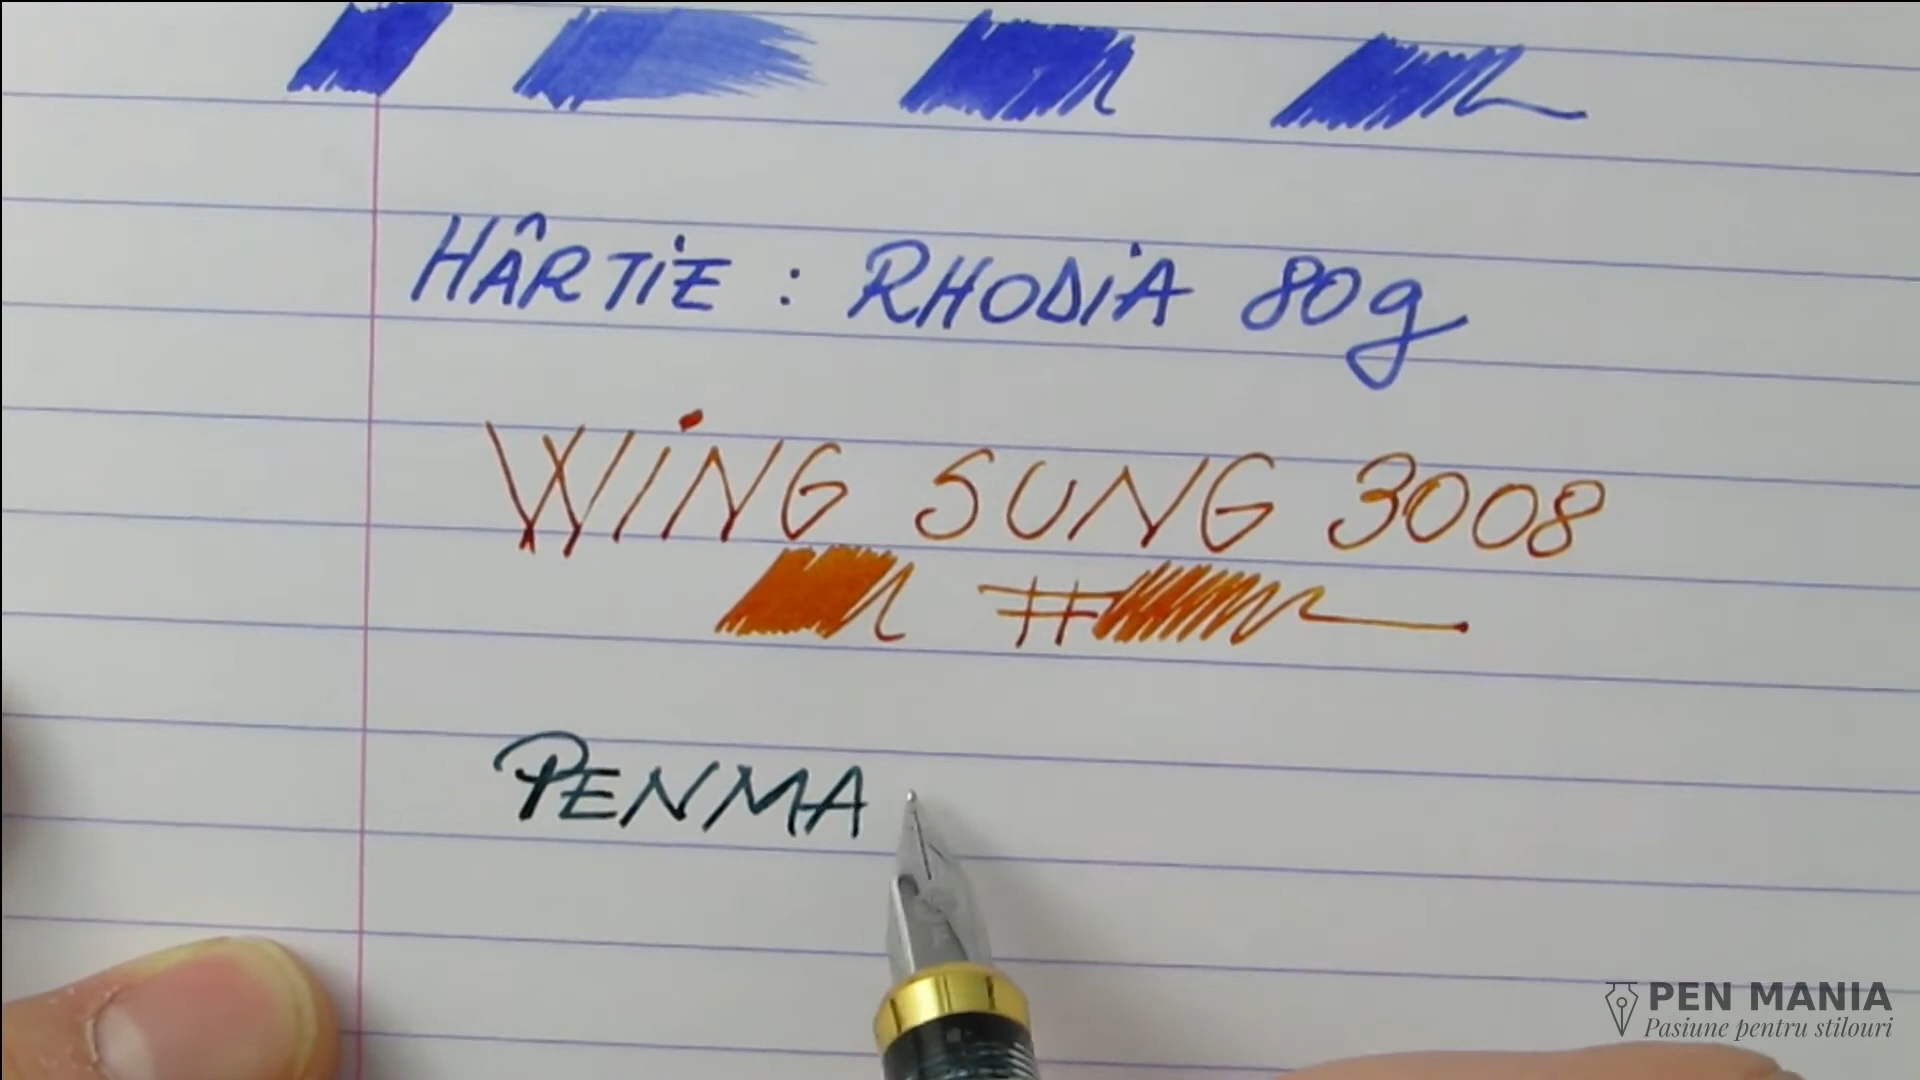 HÂRTiE : RHODiA 80g
WiNG SUNG 3008
#
PENMA
PEN MANIA
Pasiune pentru stilouri